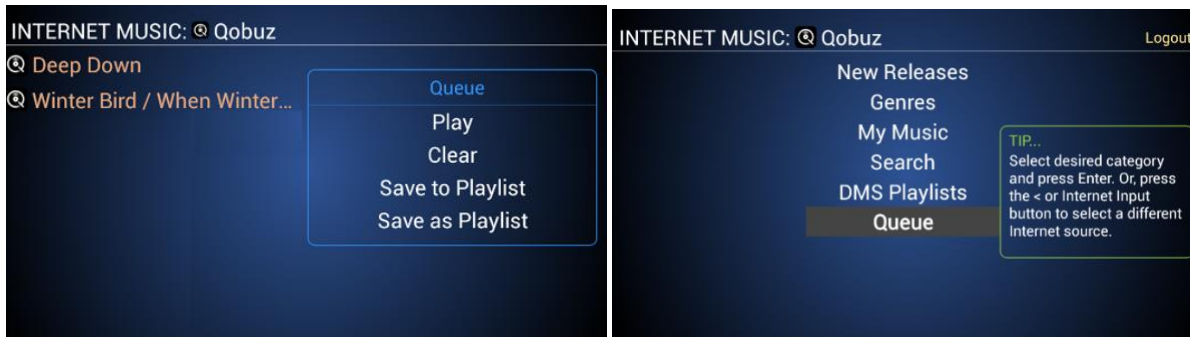 INTERNET MUSIC: Qobuz
Deep Down
Winter Bird / When Winter...
Queue
Play
Clear
Save to Playlist
Save as Playlist
INTERNET MUSIC: Qobuz
Logout
New Releases
Genres
My Music
Search
DMS Playlists
Queue
TIP...
Select desired category
and press Enter. Or, press
the < or Internet Input
button to select a different
Internet source.